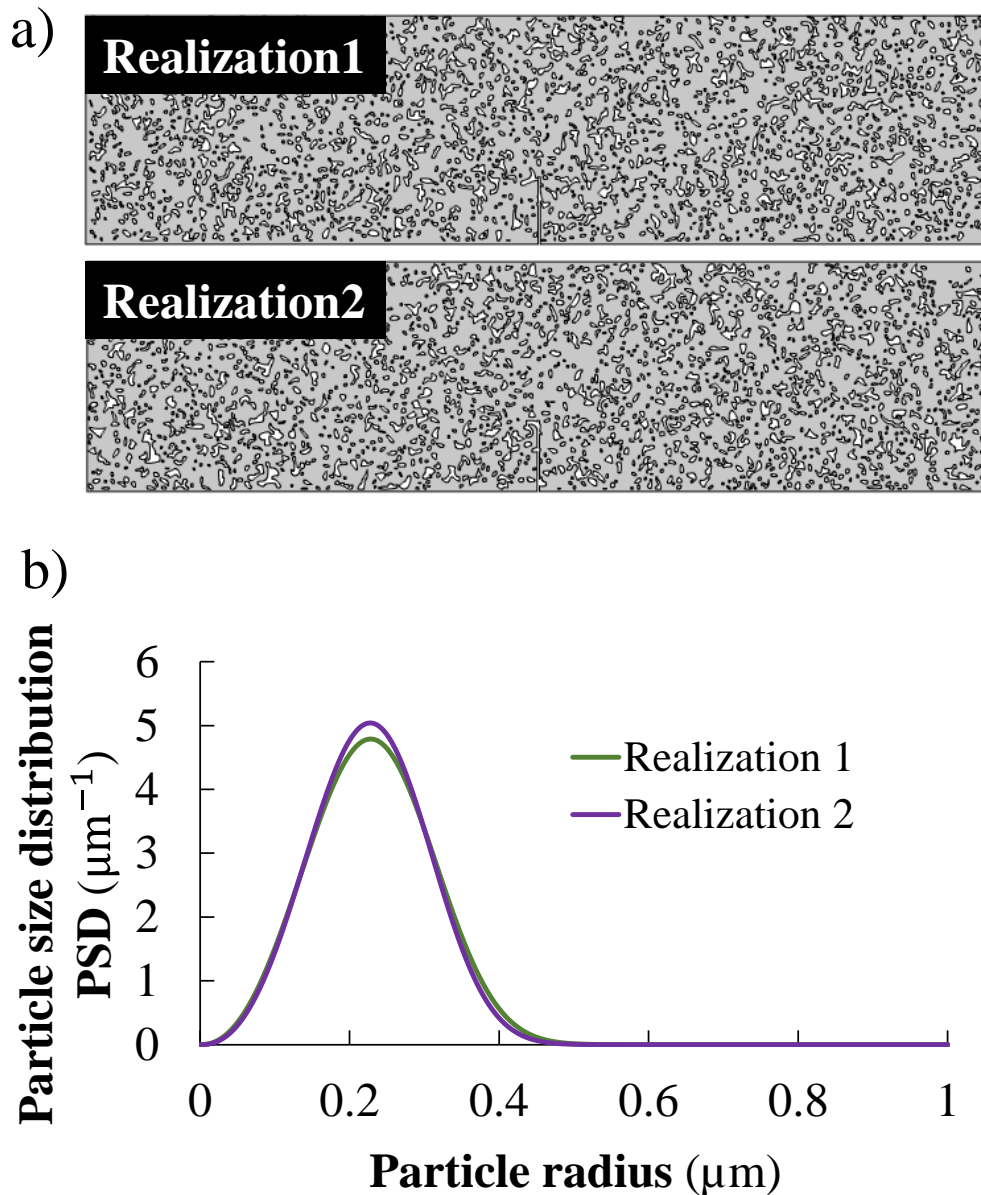 a)
Realization1
Realization2
b)
Particle size distribution
PSD (μm⁻¹)
6
5
4
3
2
1
0
Realization 1
Realization 2
0 0.2 0.4 0.6 0.8 1
Particle radius (μm)